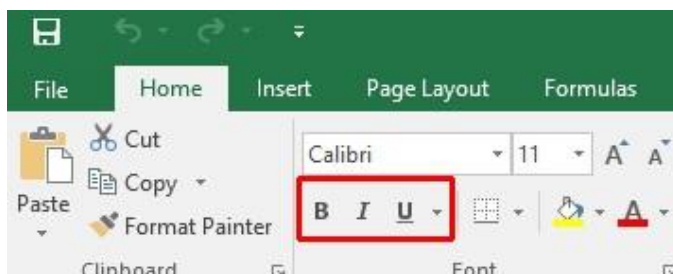 File Home Insert Page Layout Formulas
Cut
Calibri 11 A A
Copy
Paste
B I U A
Format Painter
Clipboard Font